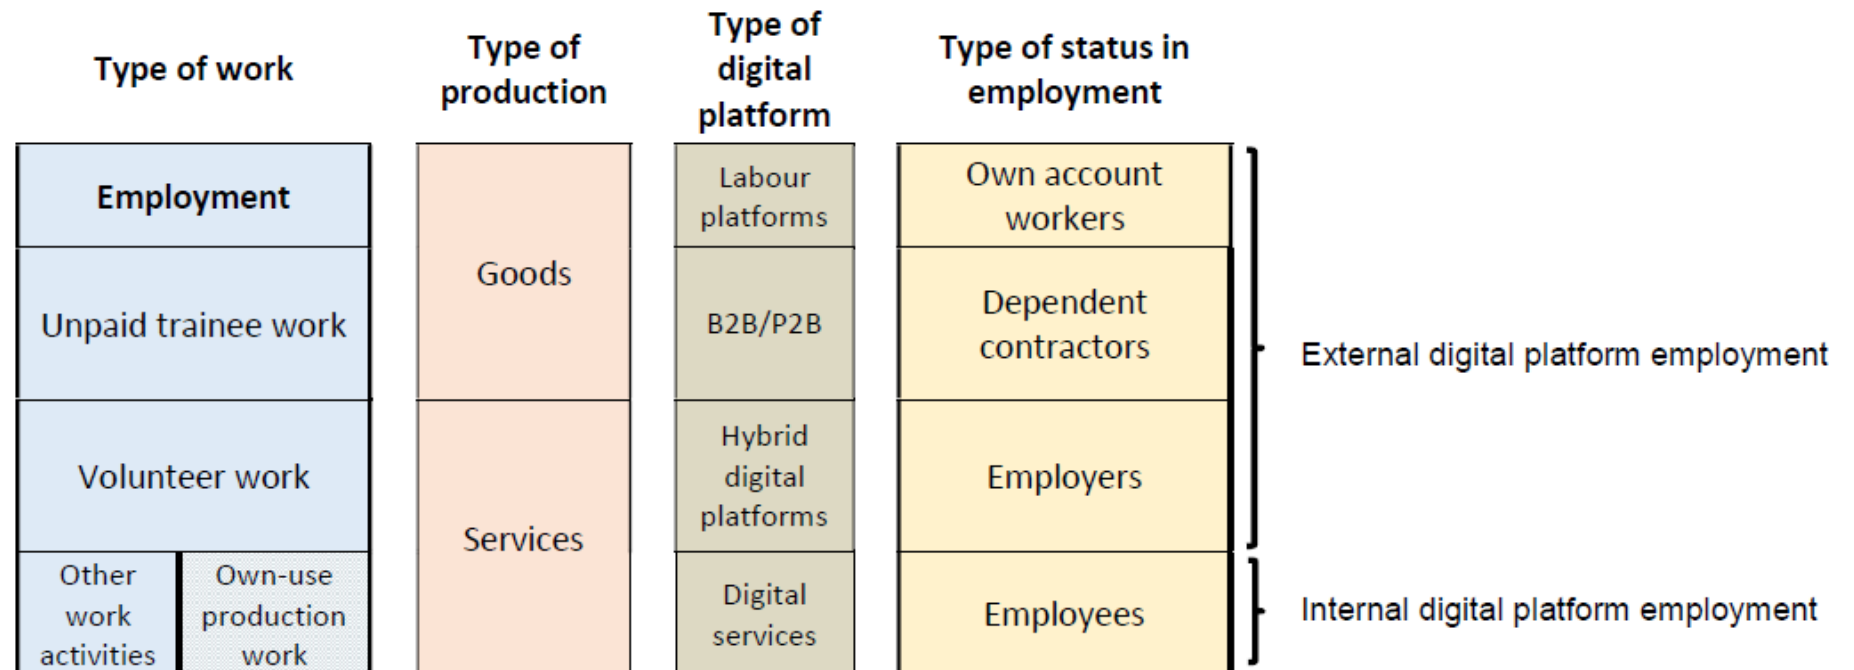 Type of work
Type of
production
Type of
digital
platform
Type of status in
employment
Employment
Unpaid trainee work
Volunteer work
Other
work
activities
Own-use
production
work
Goods
Services
Labour
platforms
B2B/P2B
Hybrid
digital
platforms
Digital
services
Own account
workers
Dependent
contractors
Employers
Employees
External digital platform employment
Internal digital platform employment